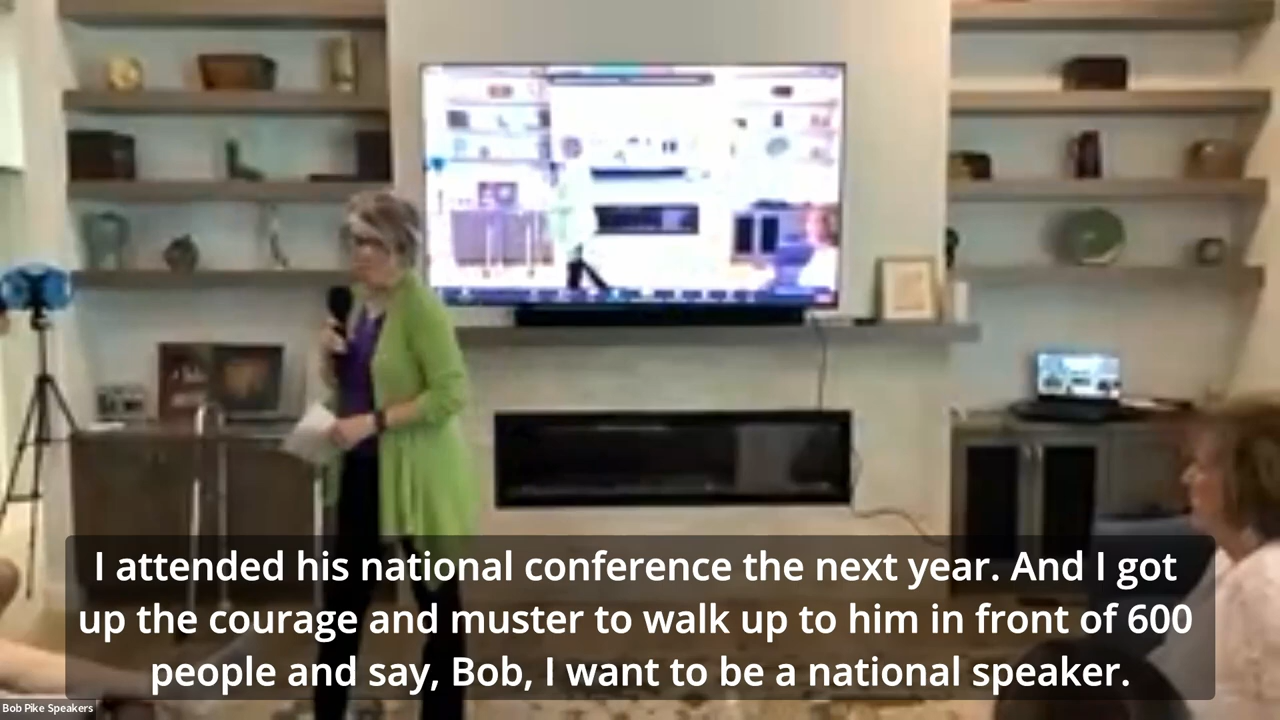 I attended his national conference the next year. And I got
up the courage and muster to walk up to him in front of 600
people and say, Bob, I want to be a national speaker.
Bob Pike Speakers